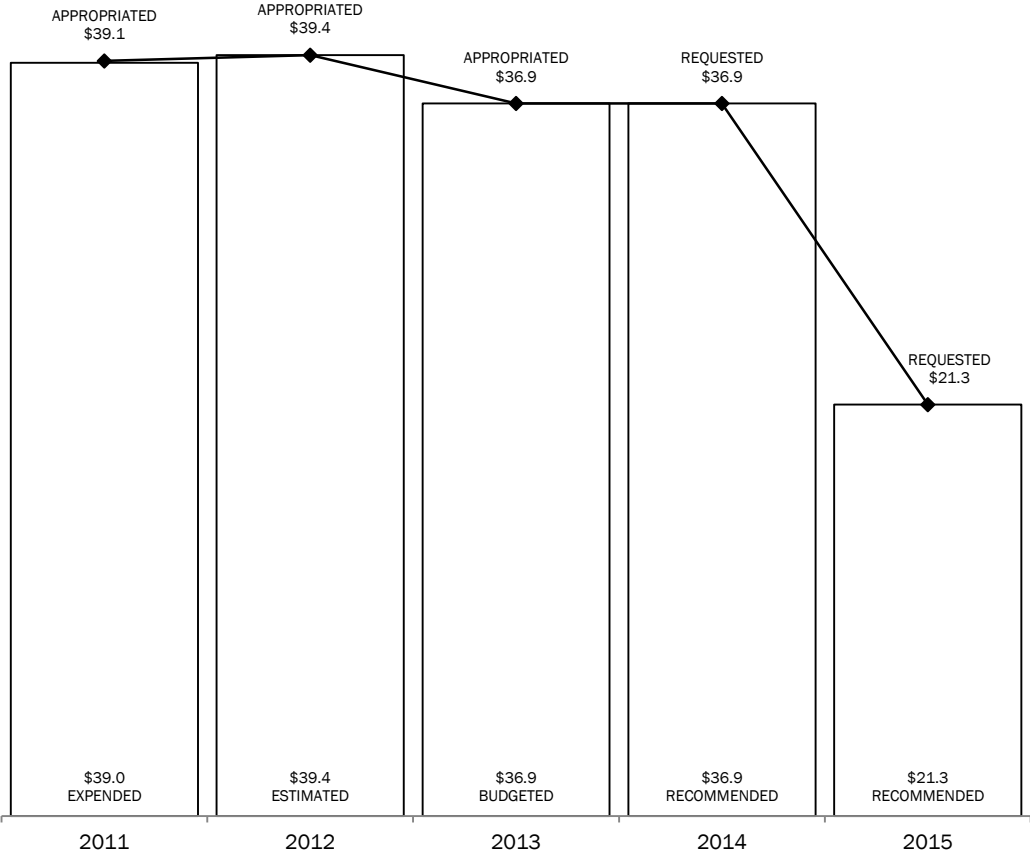 APPROPRIATED
$39.1
APPROPRIATED
$39.4
APPROPRIATED
$36.9
REQUESTED
$36.9
REQUESTED
$21.3
$39.0
EXPENDED
$39.4
ESTIMATED
$36.9
BUDGETED
$36.9
RECOMMENDED
$21.3
RECOMMENDED
2011
2012
2013
2014
2015